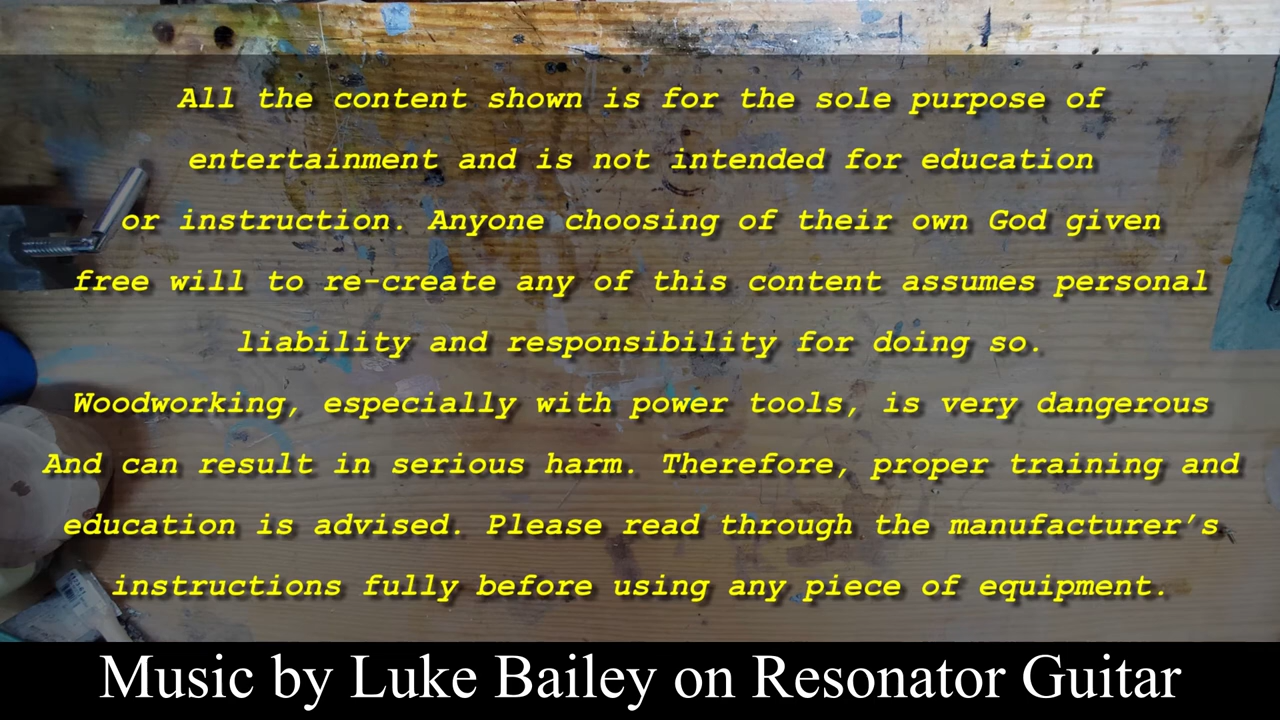 All the content shown is for the sole purpose of
entertainment and is not intended for education
or instruction. Anyone choosing of their own God given
free will to re-create any of this content assumes personal
liability and responsibility for doing so.
Woodworking, especially with power tools, is very dangerous
And can result in serious harm. Therefore, proper training and
education is advised. Please read through the manufacturer’s
instructions fully before using any piece of equipment.
Music by Luke Bailey on Resonator Guitar